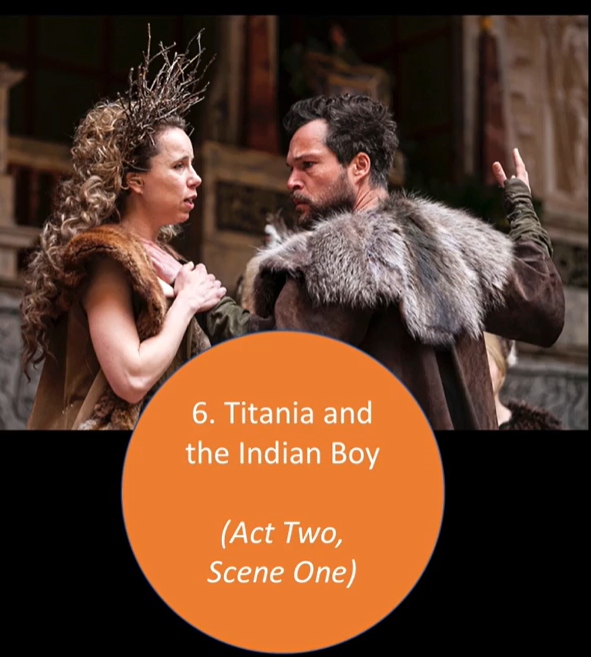 6. Titania and
the Indian Boy
(Act Two,
Scene One)